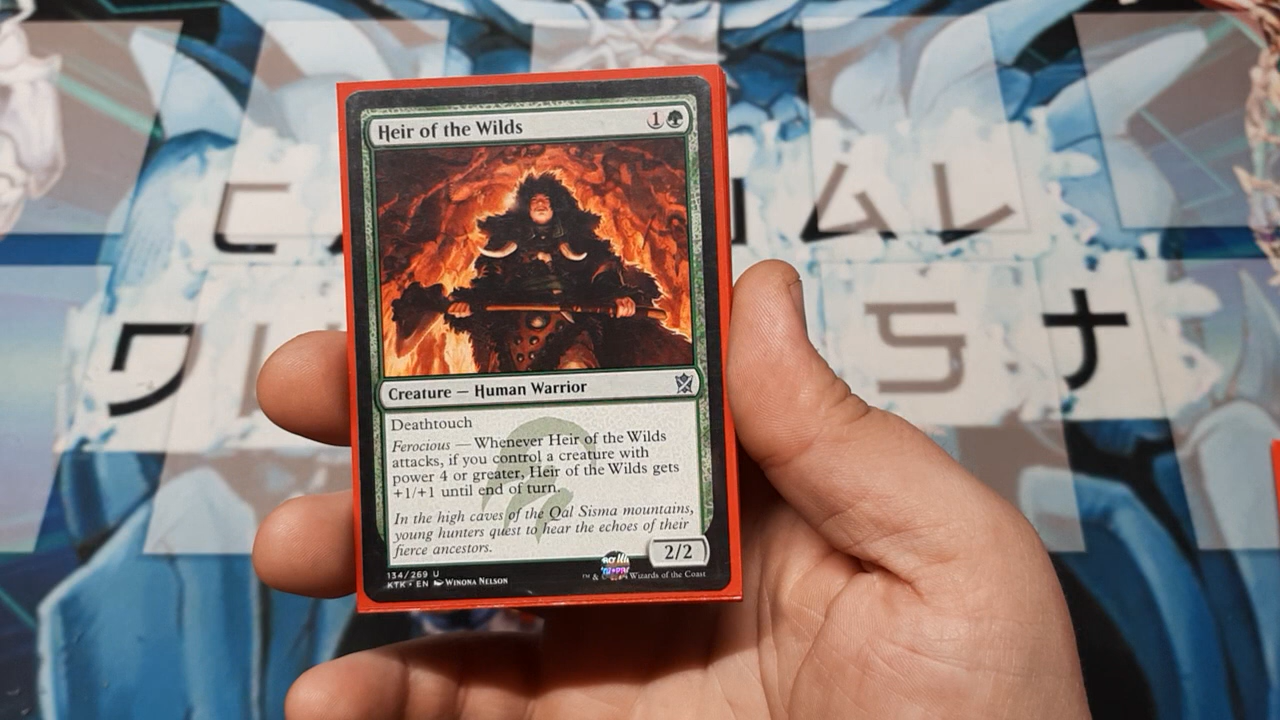 Heir of the Wilds
1
Creature — Human Warrior
Deathtouch
Ferocious — Whenever Heir of the Wilds
attacks, if you control a creature with
power 4 or greater, Heir of the Wilds gets
+1/+1 until end of turn.
In the high caves of the Qal Sisma mountains,
young hunters quest to hear the echoes of their
fierce ancestors.
2/2
134/269 U
KTK • EN Winona Nelson
™ & Wizards of the Coast